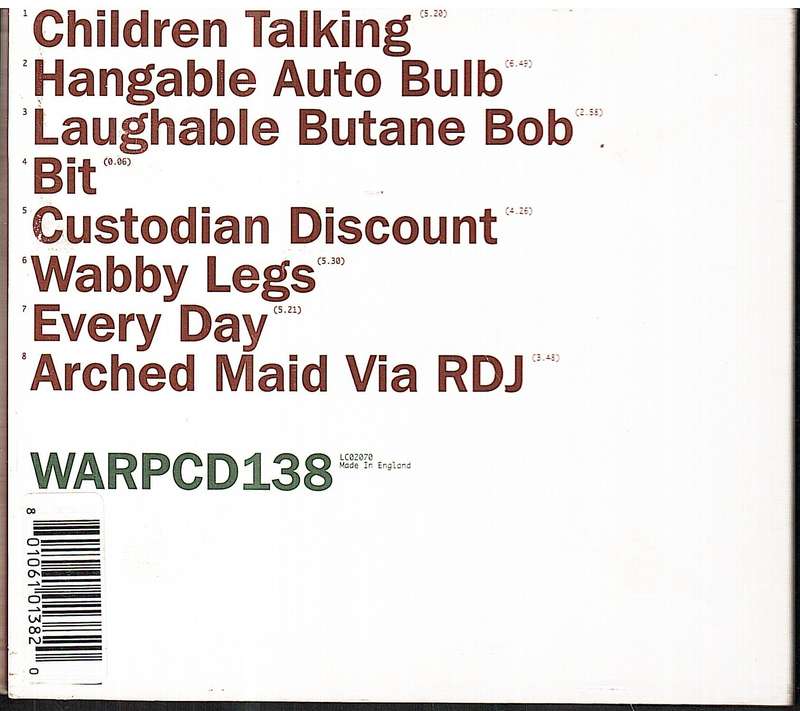 1 Children Talking (5.20)
2 Hangable Auto Bulb (6.49)
3 Laughable Butane Bob (2.58)
4 Bit (0.06)
5 Custodian Discount (4.26)
6 Wabby Legs (5.30)
7 Every Day (5.21)
8 Arched Maid Via RDJ (3.48)
WARPCD138 LC02070
Made In England
8 01061 01382 0